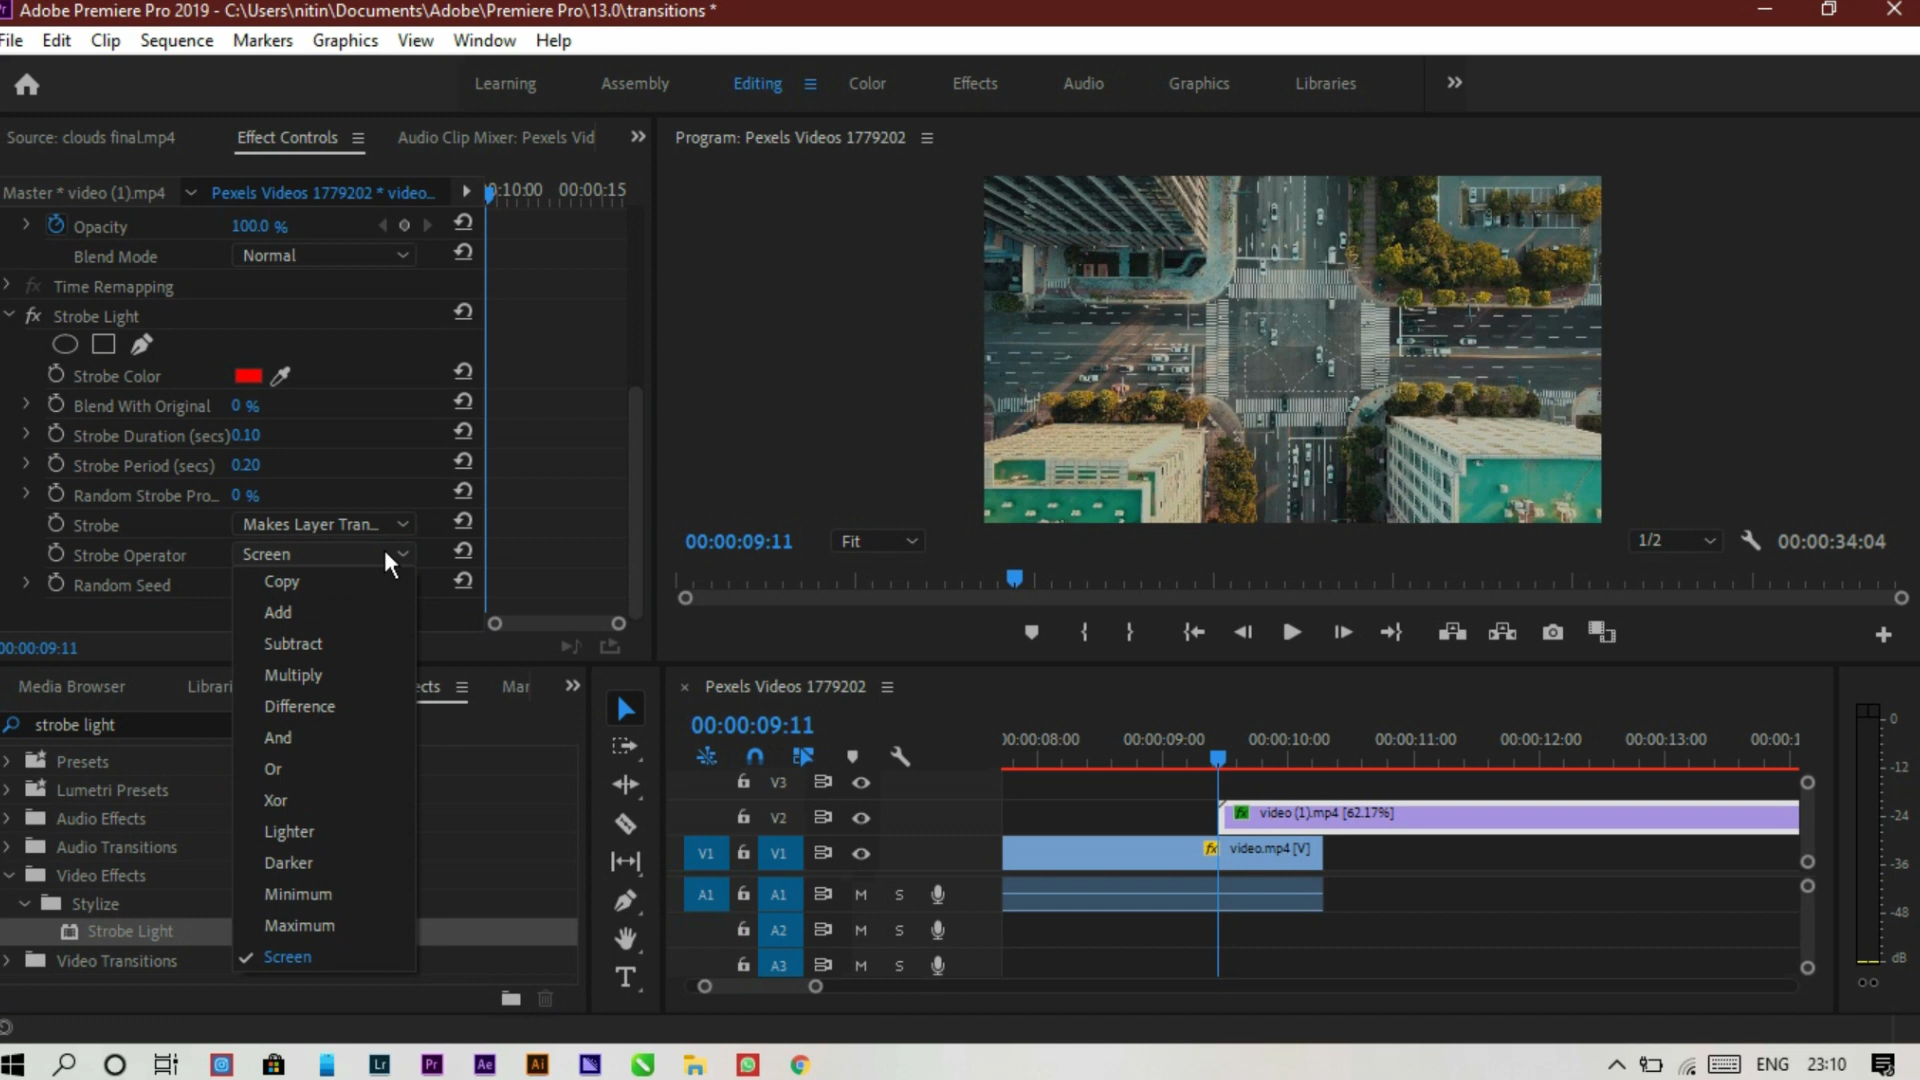 Adobe Premiere Pro 2019 - C:\Users\nitin\Documents\Adobe\Premiere Pro\13.0\transitions *
File Edit Clip Sequence Markers Graphics View Window Help
Learning Assembly Editing Color Effects Audio Graphics Libraries
Source: clouds final.mp4 Effect Controls Audio Clip Mixer: Pexels Vid
Program: Pexels Videos 1779202
Master * video (1).mp4 Pexels Videos 1779202 * video... 0:10:00 00:00:15
Opacity 100.0 %
Blend Mode Normal
fx Time Remapping
fx Strobe Light
Strobe Color
Blend With Original 0 %
Strobe Duration (secs) 0.10
Strobe Period (secs) 0.20
Random Strobe Pro... 0 %
Strobe Makes Layer Tran...
Strobe Operator Screen
Random Seed
Copy
Add
Subtract
Multiply
Difference
And
Or
Xor
Lighter
Darker
Minimum
Maximum
Screen
00:00:09:11
00:00:09:11 Fit 1/2 00:00:34:04
Media Browser Librari ects Mar
strobe light
Presets
Lumetri Presets
Audio Effects
Audio Transitions
Video Effects
Stylize
Strobe Light
Video Transitions
T
Pexels Videos 1779202
00:00:09:11
00:00:08:00 00:00:09:00 00:00:10:00 00:00:11:00 00:00:12:00 00:00:13:00 00:00:1
V3
V2 fx video (1).mp4 [62.17%]
V1 V1 fx video.mp4 [V]
A1 A1 M S
A2 M S
A3 M S
0
-12
-24
-36
-48
dB
Lr Pr Ae Ai
ENG 23:10